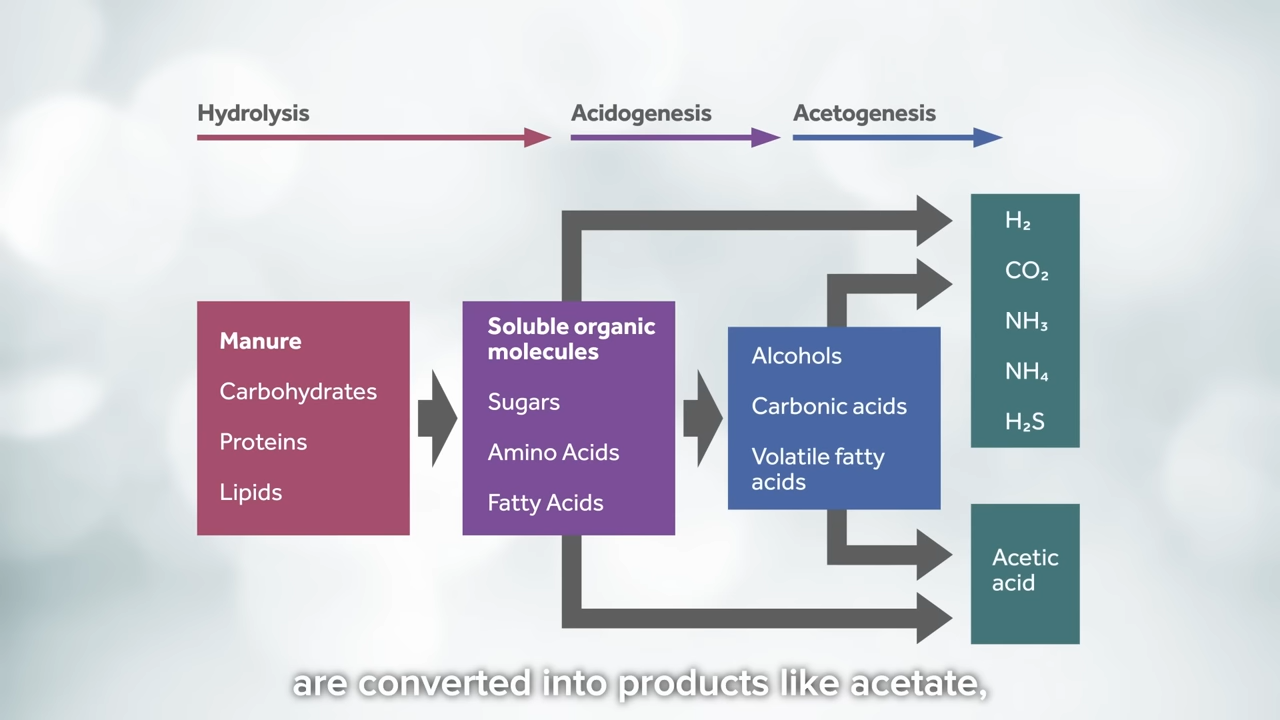 Hydrolysis
Acidogenesis
Acetogenesis
Manure
Carbohydrates
Proteins
Lipids
Soluble organic
molecules
Sugars
Amino Acids
Fatty Acids
Alcohols
Carbonic acids
Volatile fatty
acids
H₂
CO₂
NH₃
NH₄
H₂S
Acetic
acid
are converted into products like acetate,